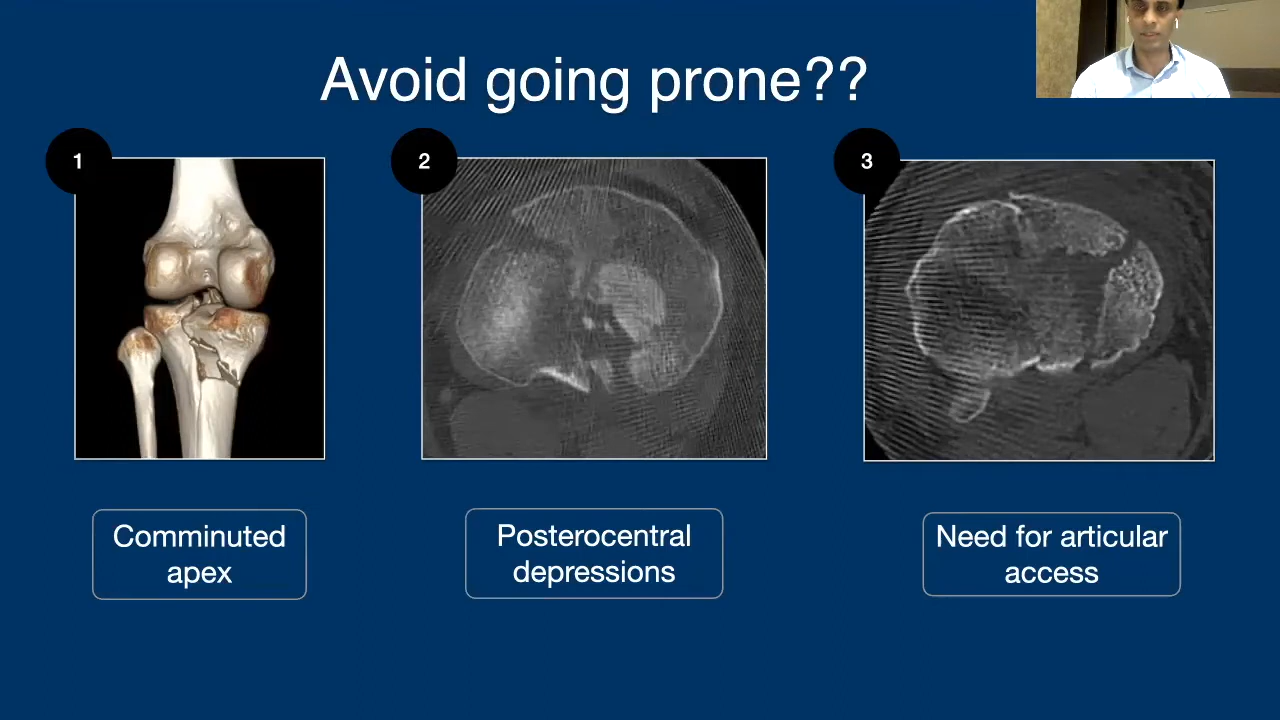 Avoid going prone??
1
2
3
Comminuted
apex
Posterocentral
depressions
Need for articular
access